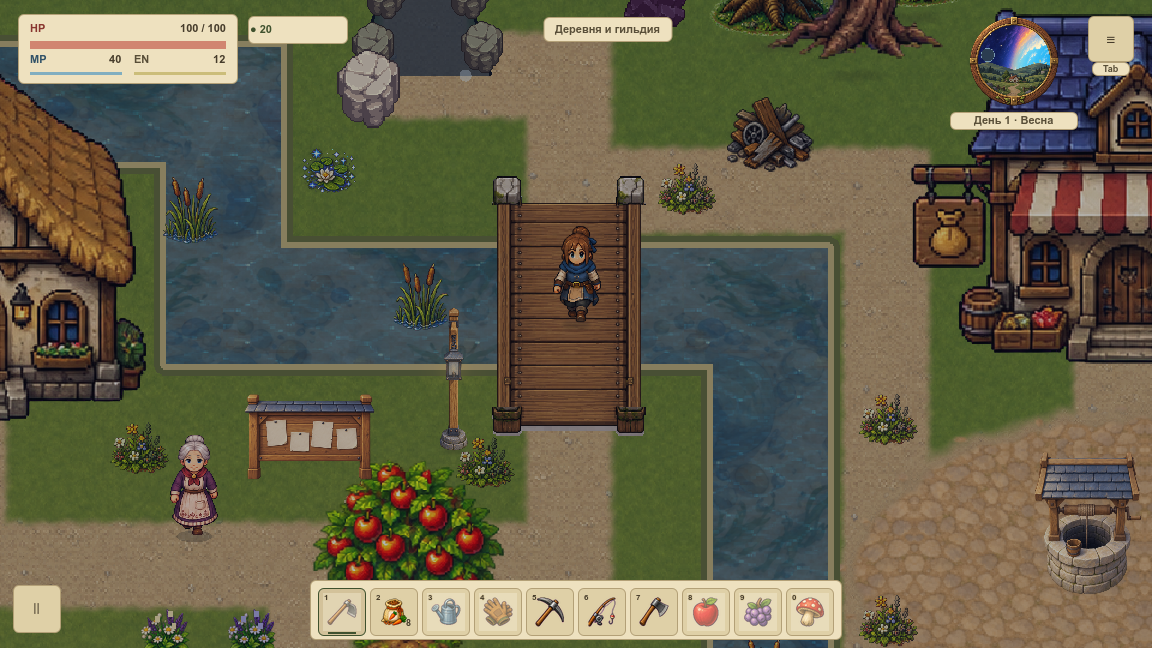 HP 100 / 100
MP 40 EN 12
20
Деревня и гильдия
Tab
День 1 · Весна
1 2 3 4 5 6 7 8 9 0
8